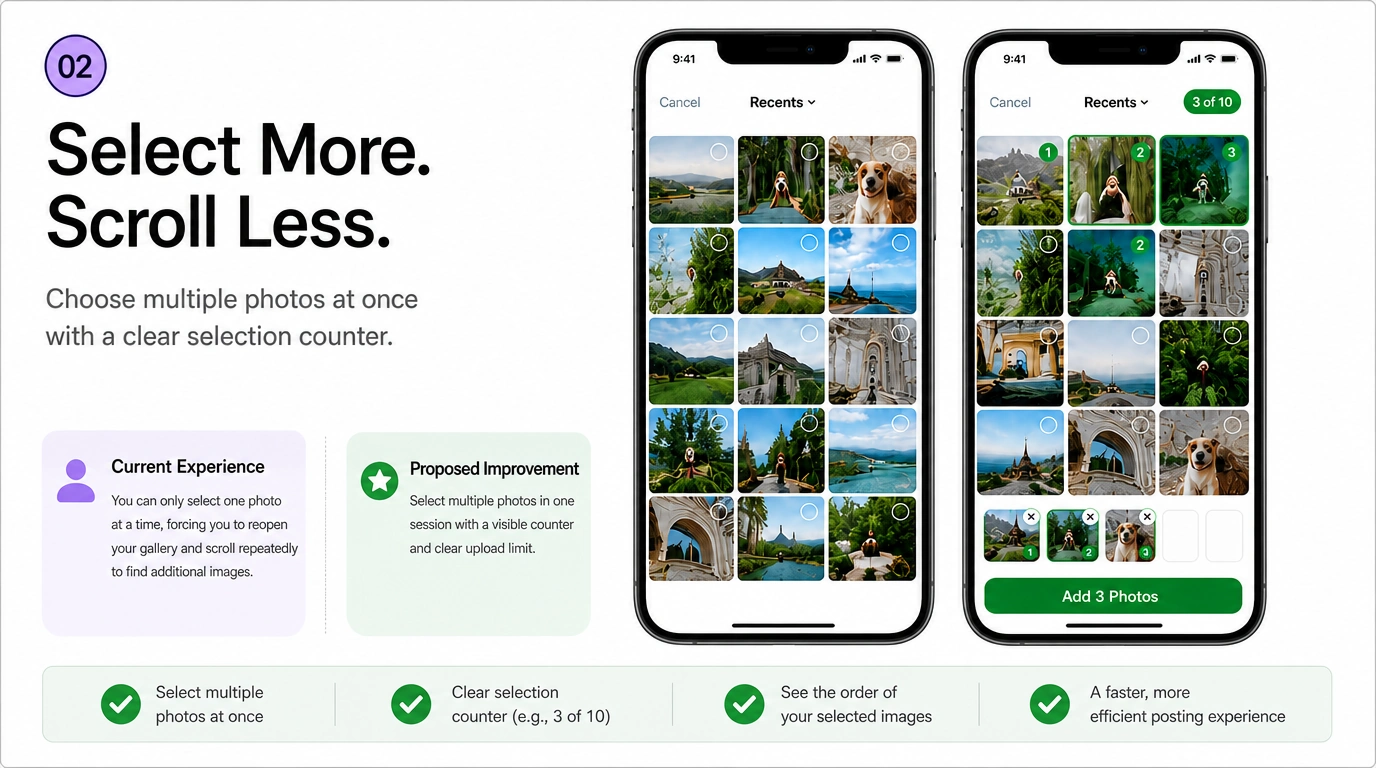 02
Select More.
Scroll Less.
Choose multiple photos at once
with a clear selection counter.
Current Experience
You can only select one photo
at a time, forcing you to reopen
your gallery and scroll repeatedly
to find additional images.
Proposed Improvement
Select multiple photos in one
session with a visible counter
and clear upload limit.
9:41
Cancel
Recents
9:41
Cancel
Recents
3 of 10
1
2
3
2
1
2
3
Add 3 Photos
Select multiple
photos at once
Clear selection
counter (e.g., 3 of 10)
See the order of
your selected images
A faster, more
efficient posting experience